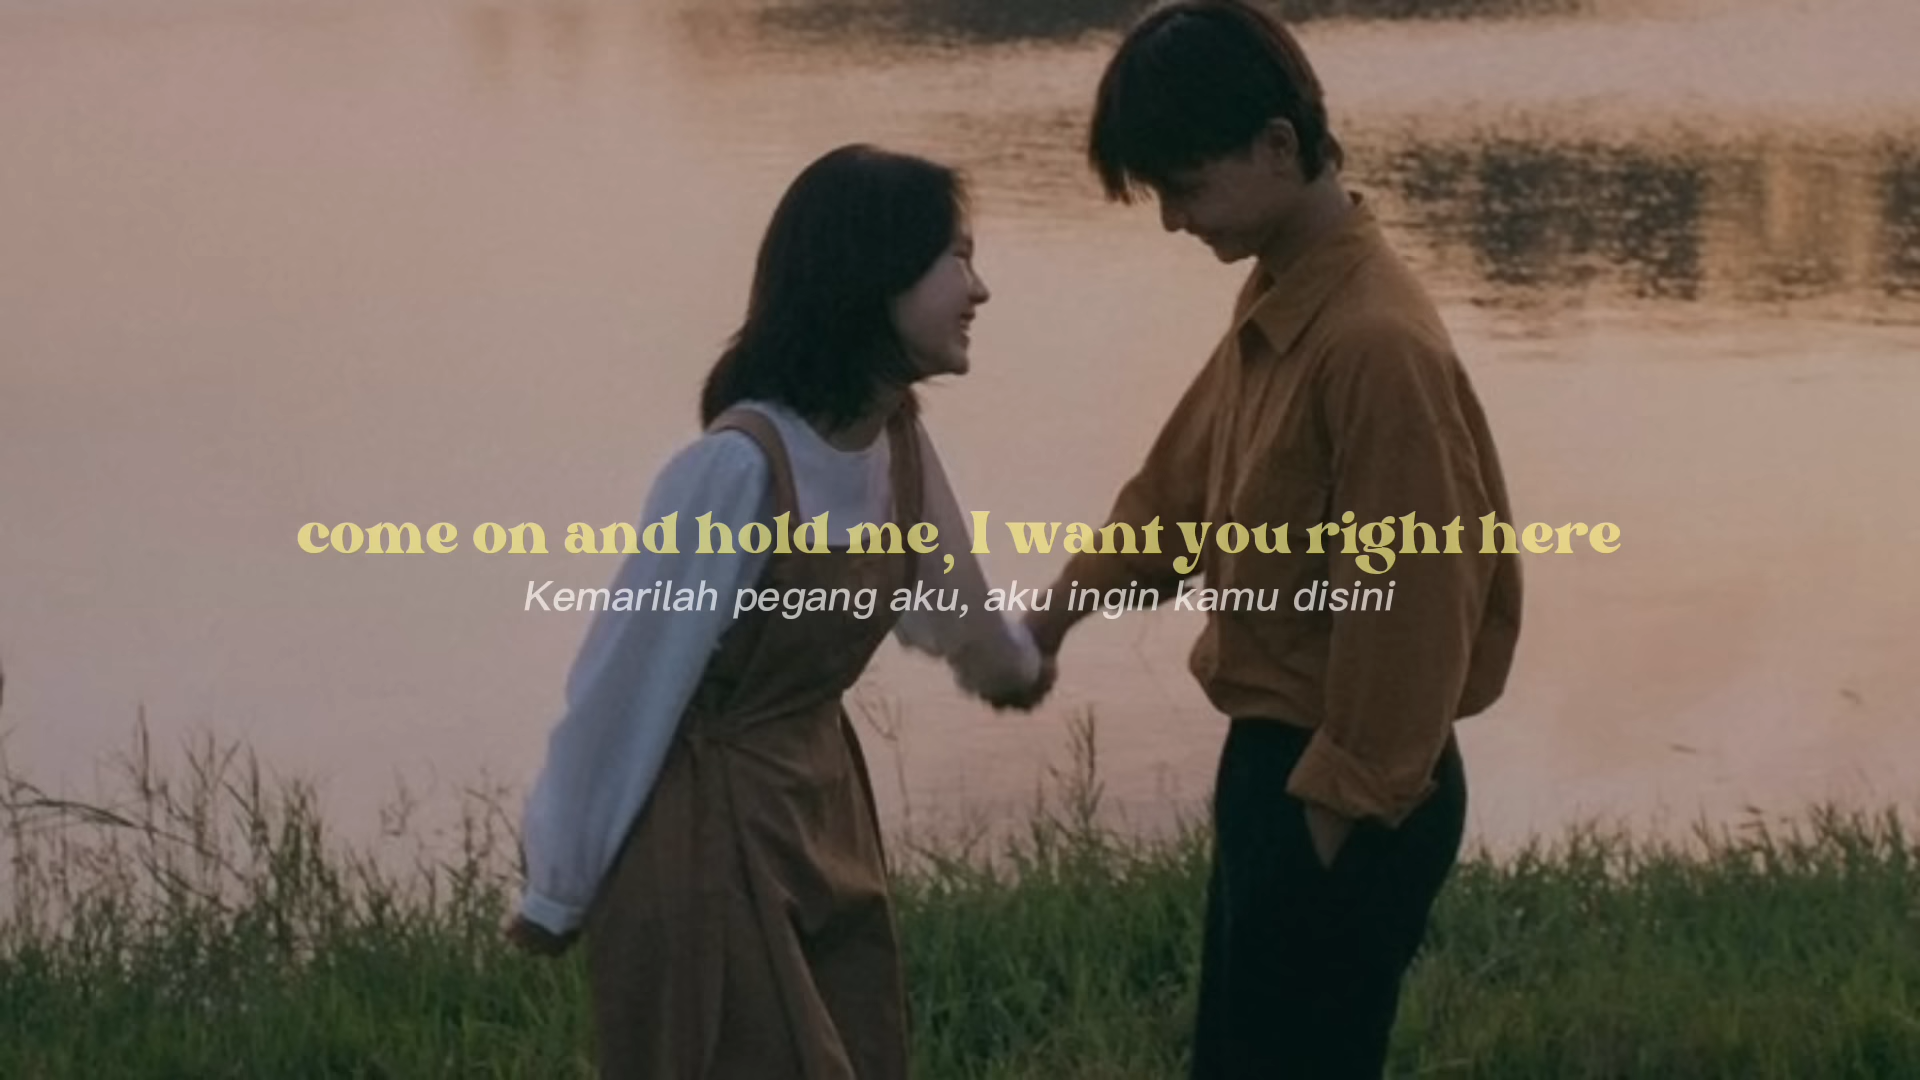 come on and hold me, I want you right here
Kemarilah pegang aku, aku ingin kamu disini